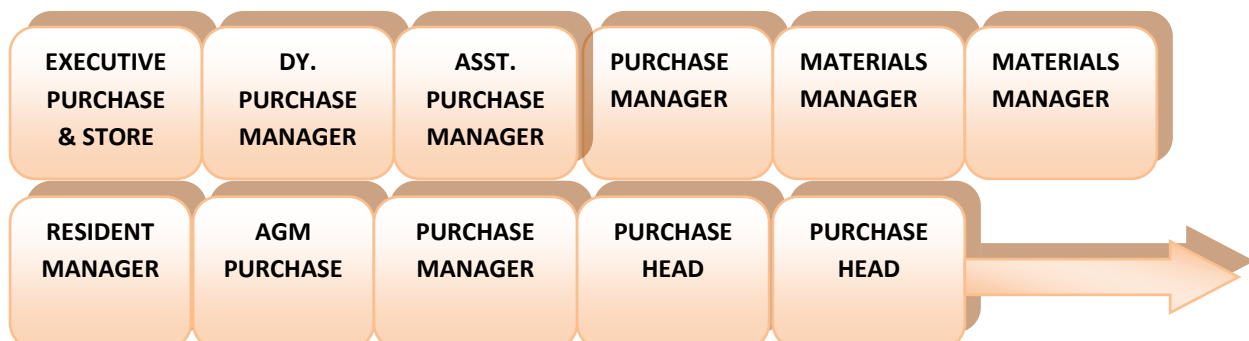 EXECUTIVE
PURCHASE
& STORE
DY.
PURCHASE
MANAGER
ASST.
PURCHASE
MANAGER
PURCHASE
MANAGER
MATERIALS
MANAGER
MATERIALS
MANAGER
RESIDENT
MANAGER
AGM
PURCHASE
PURCHASE
MANAGER
PURCHASE
HEAD
PURCHASE
HEAD